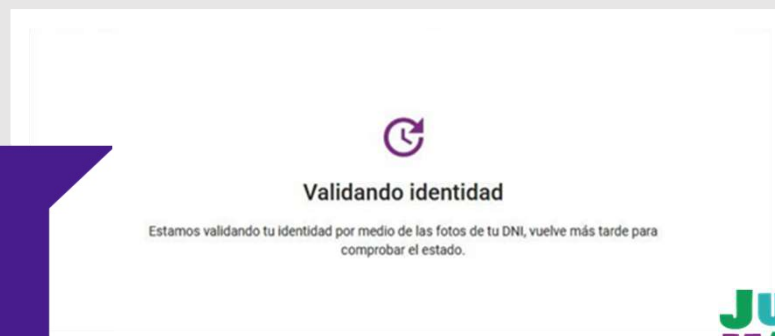 Validando identidad
Estamos validando tu identidad por medio de las fotos de tu DNI, vuelve más tarde para
comprobar el estado.